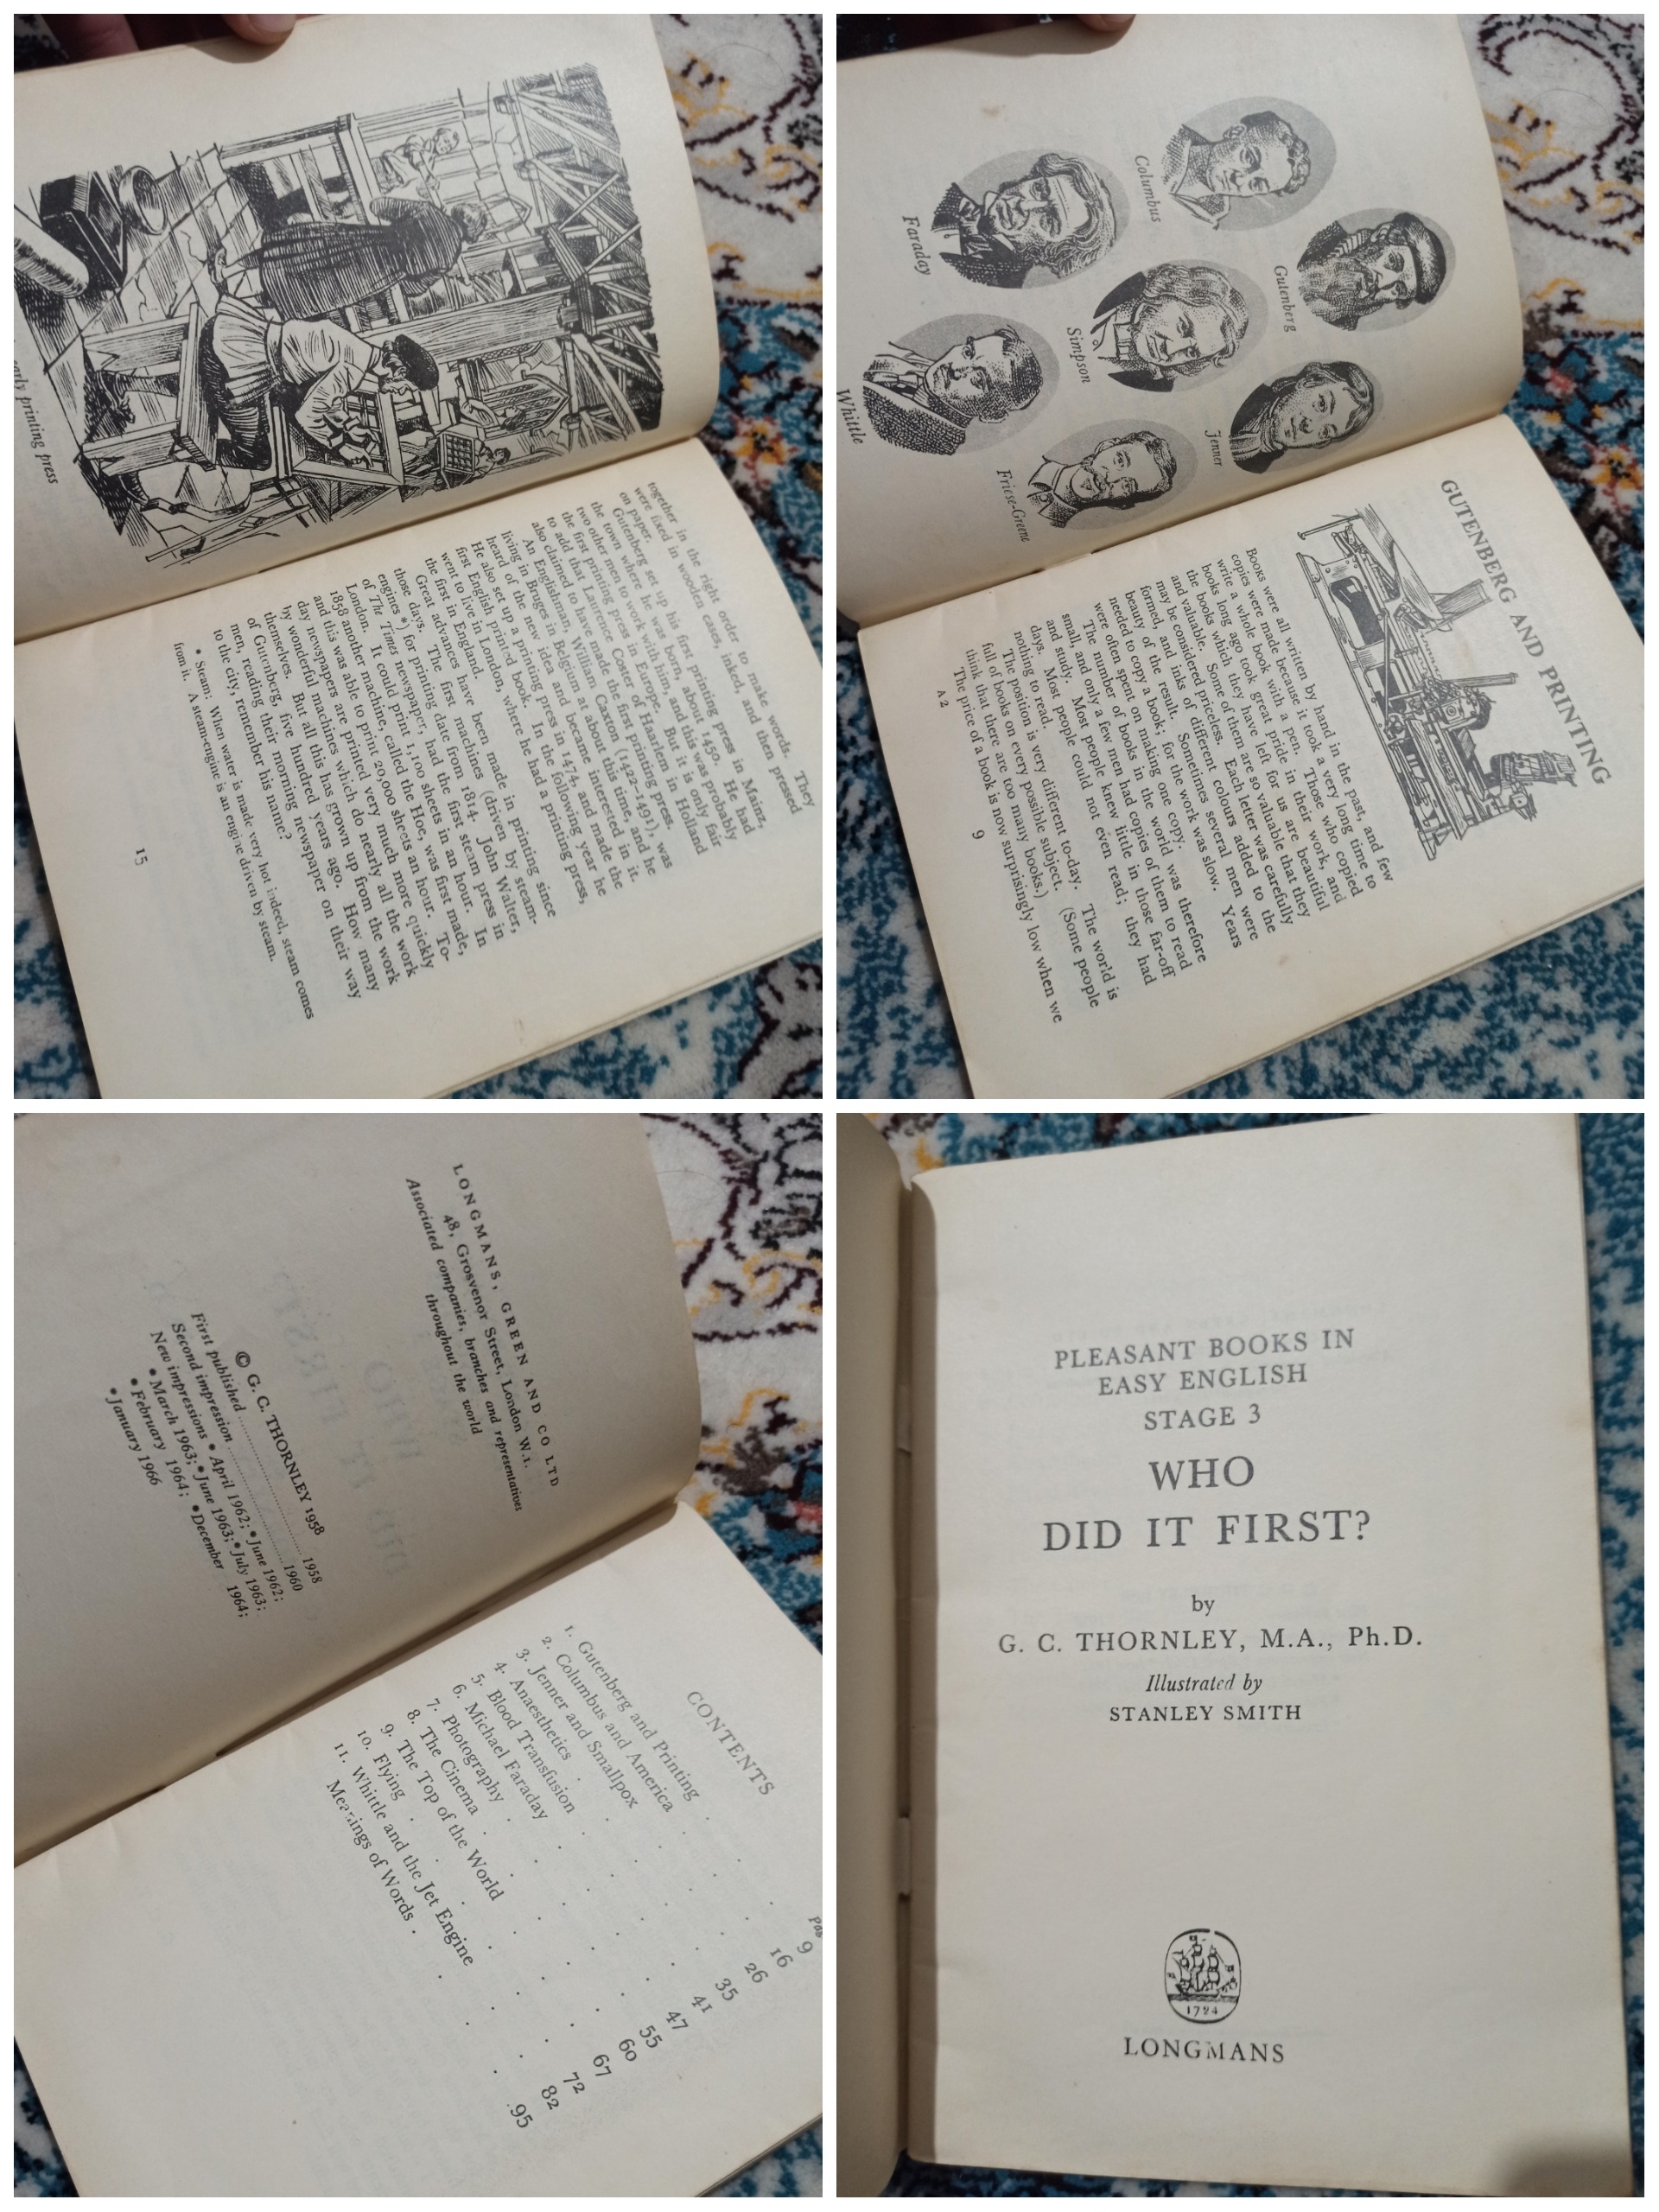 early printing press
together in the right order to make words. They
were fixed in wooden cases, inked, and then pressed
on paper.
Gutenberg set up his first printing press in Mainz,
the town where he was born, about 1450. He had
two other men to work with him, and this was probably
the first printing press in Europe. But it is only fair
to add that Laurence Coster of Haarlem in Holland
also claimed to have made the first printing press.
An Englishman, William Caxton (1422-1491), was
living in Bruges in Belgium at about this time, and he
heard of the new idea and became interested in it.
He also set up a printing press in 1474, and made the
first English printed book. In the following year he
went to live in London, where he had a printing press,
the first in England.
Great advances have been made in printing since
those days. The first machines (driven by steam-
engines*) for printing date from 1814. John Walter,
of The Times newspaper, had the first steam press in
London. It could print 1,100 sheets in an hour. In
1858 another machine, called the Hoe, was first made,
and this was able to print 20,000 sheets an hour. To-
day newspapers are printed very much more quickly
by wonderful machines which do nearly all the work
themselves. But all this has grown up from the work
of Gutenberg, five hundred years ago. How many
men, reading their morning newspaper on their way
to the city, remember his name?
* Steam: When water is made very hot indeed, steam comes
from it. A steam-engine is an engine driven by steam.
15
Columbus
Faraday
Gutenberg
Simpson
Whittle
Jenner
Friese-Greene
GUTENBERG AND PRINTING
Books were all written by hand in the past, and few
copies were made because it took a very long time to
write a whole book with a pen. Those who copied
books long ago took great pride in their work, and
the books which they have left for us are beautiful
and valuable. Some of them are so valuable that they
may be considered priceless. Each letter was carefully
formed, and inks of different colours added to the
beauty of the result. Sometimes several men were
needed to copy a book; for the work was slow. Years
were often spent on making one copy.
The number of books in the world was therefore
small, and only a few men had copies of them to read
and study. Most people knew little in those far-off
days. Most people could not even read; they had
nothing to read.
The position is very different to-day. The world is
full of books on every possible subject. (Some people
think that there are too many books.)
The price of a book is now surprisingly low when we
A 2
9
LONGMANS, GREEN AND CO LTD
48, Grosvenor Street, London W.1.
Associated companies, branches and representatives
throughout the world
© G. C. THORNLEY 1958
First published .......... 1958
Second impression .......... 1960
New impressions • April 1962; • June 1962;
• March 1963; • June 1963; • July 1963;
• February 1964; • December 1964;
• January 1966
CONTENTS
1. Gutenberg and Printing . . . 9
2. Columbus and America . . . 16
3. Jenner and Smallpox . . . 26
4. Anaesthetics . . . 35
5. Blood Transfusion . . . 41
6. Michael Faraday . . . 47
7. Photography . . . 55
8. The Cinema . . . 60
9. The Top of the World . . . 67
10. Flying . . . 72
11. Whittle and the Jet Engine . . . 82
Meanings of Words . . . 95
PLEASANT BOOKS IN
EASY ENGLISH
STAGE 3
WHO
DID IT FIRST?
by
G. C. THORNLEY, M.A., Ph.D.
Illustrated by
STANLEY SMITH
1724
LONGMANS